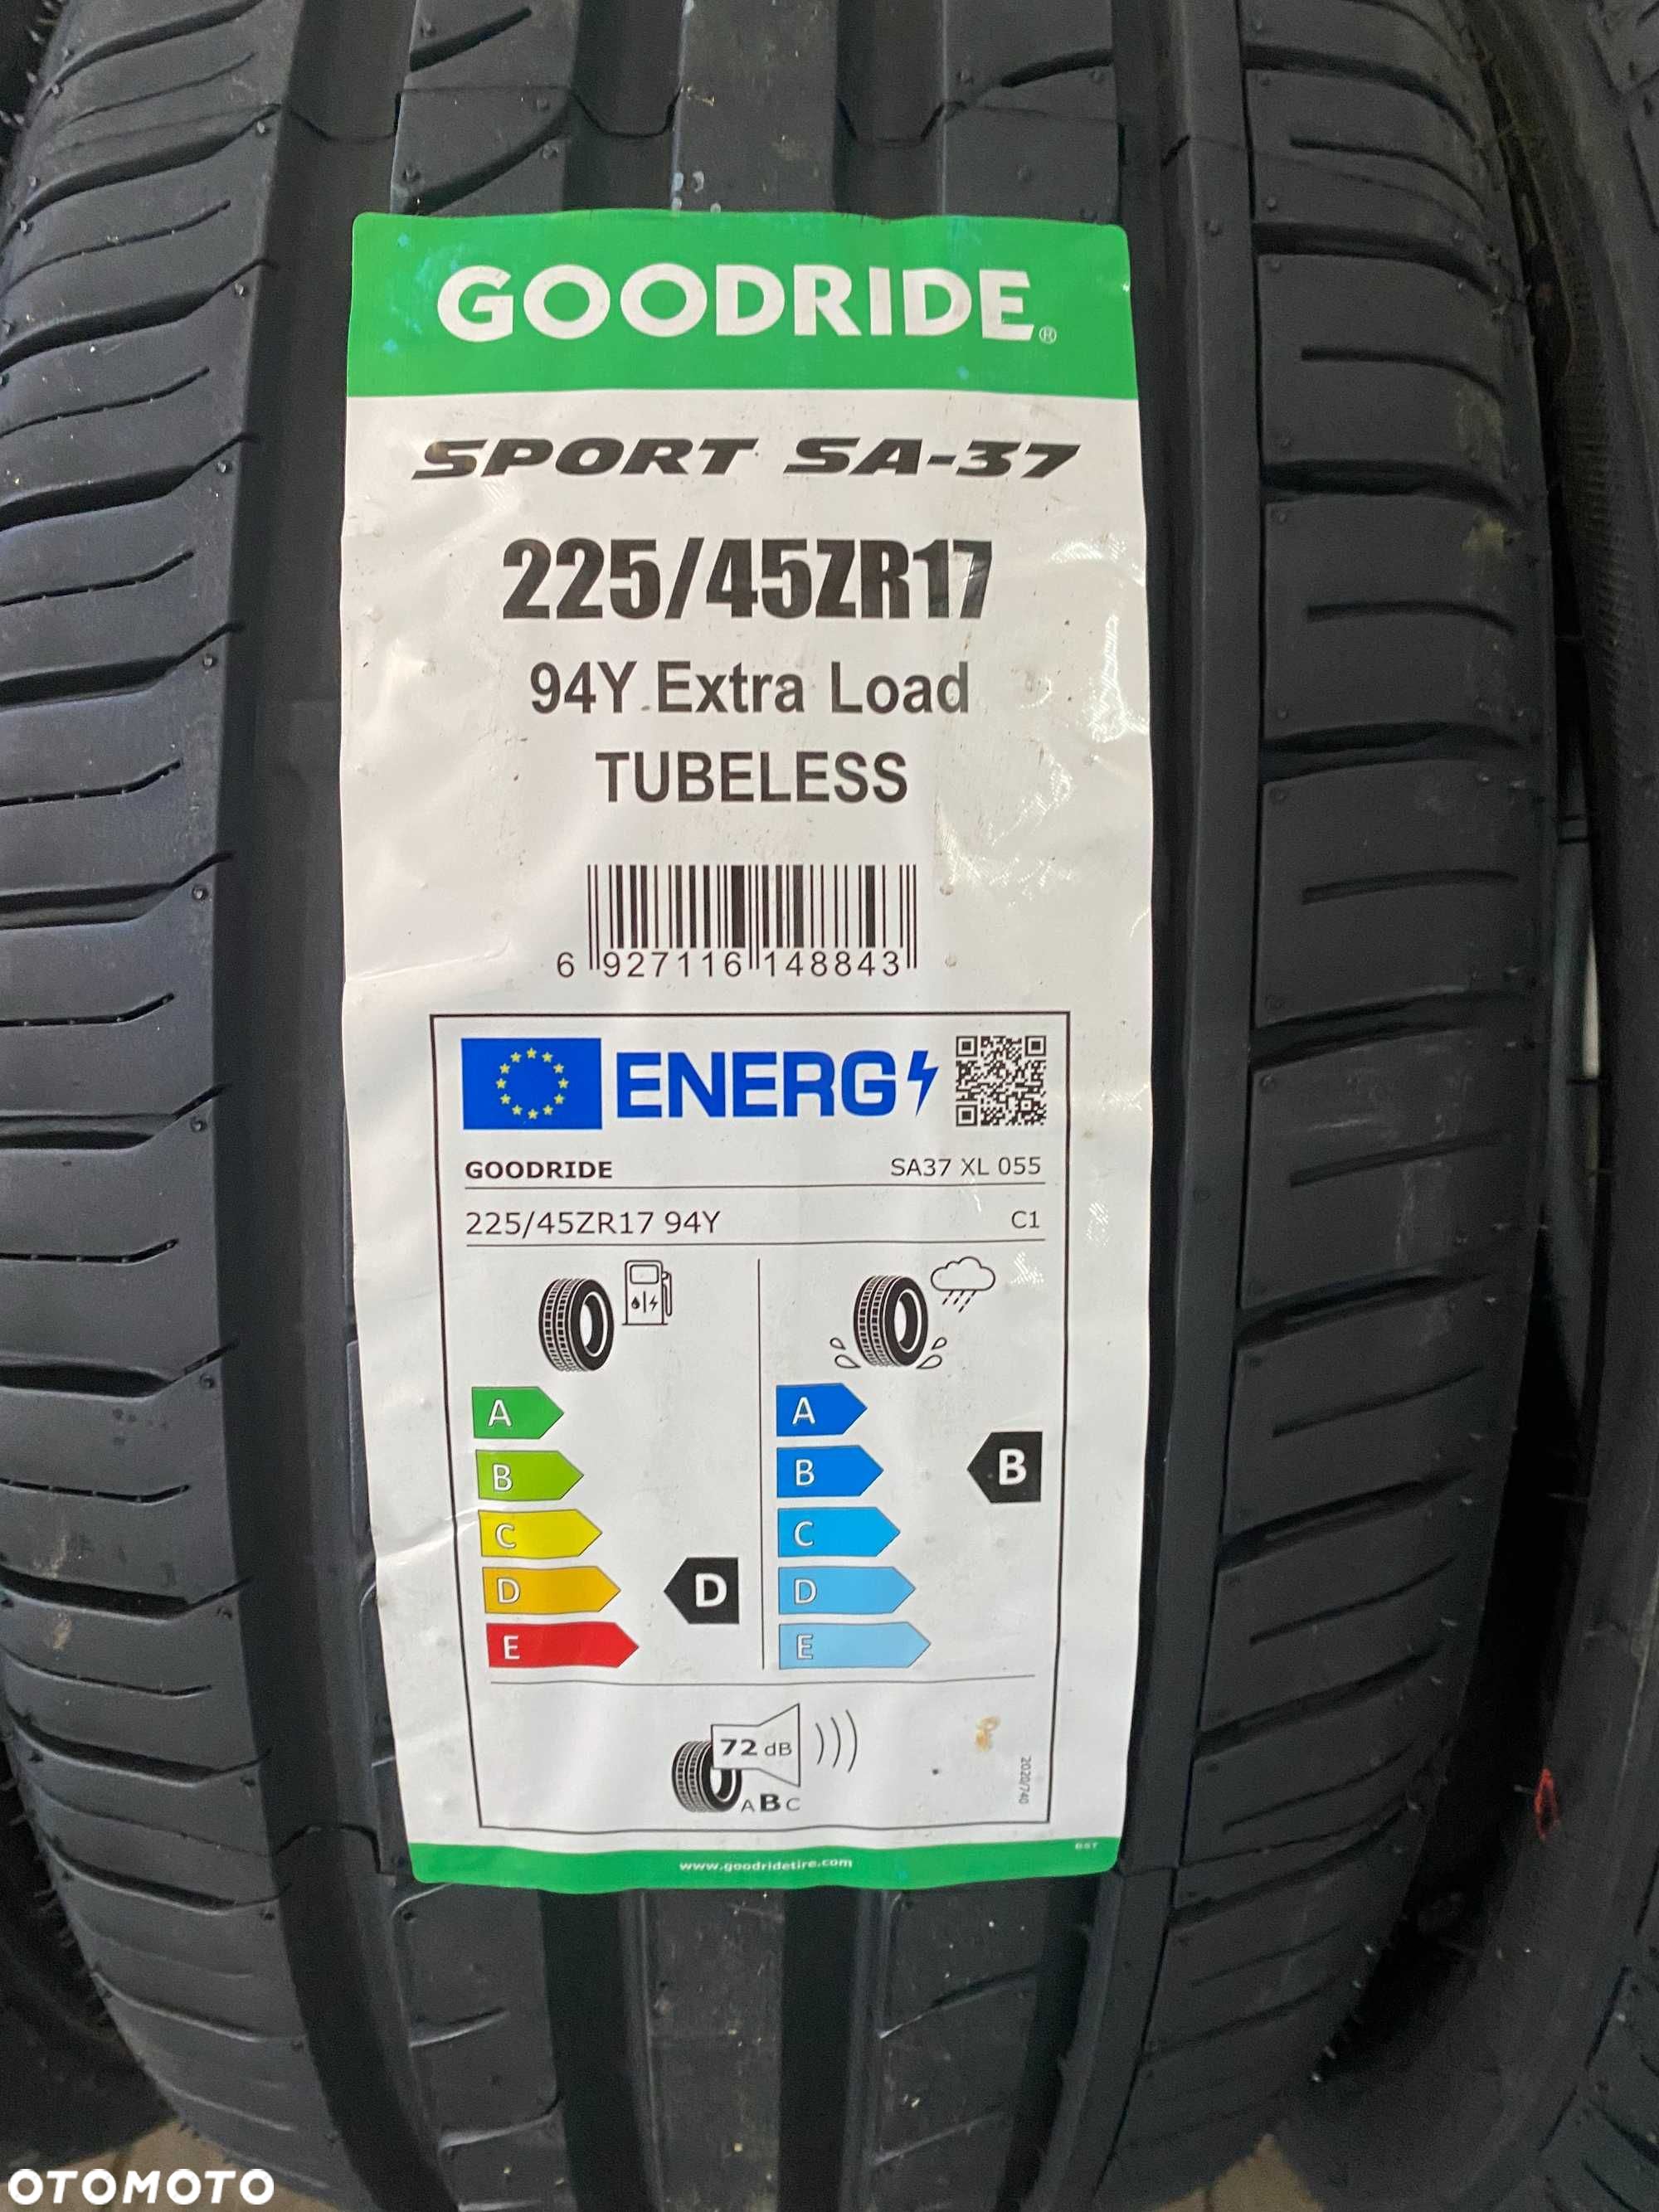 GOODRIDE®
SPORT SA-37
225/45ZR17
94Y Extra Load
TUBELESS
6 927116 148843
ENERG
GOODRIDE SA37 XL 055
225/45ZR17 94Y C1
A A
B B B
C C
D D D
E E
72 dB
ABC
2020/740
www.goodridetire.com
OTOMOTO